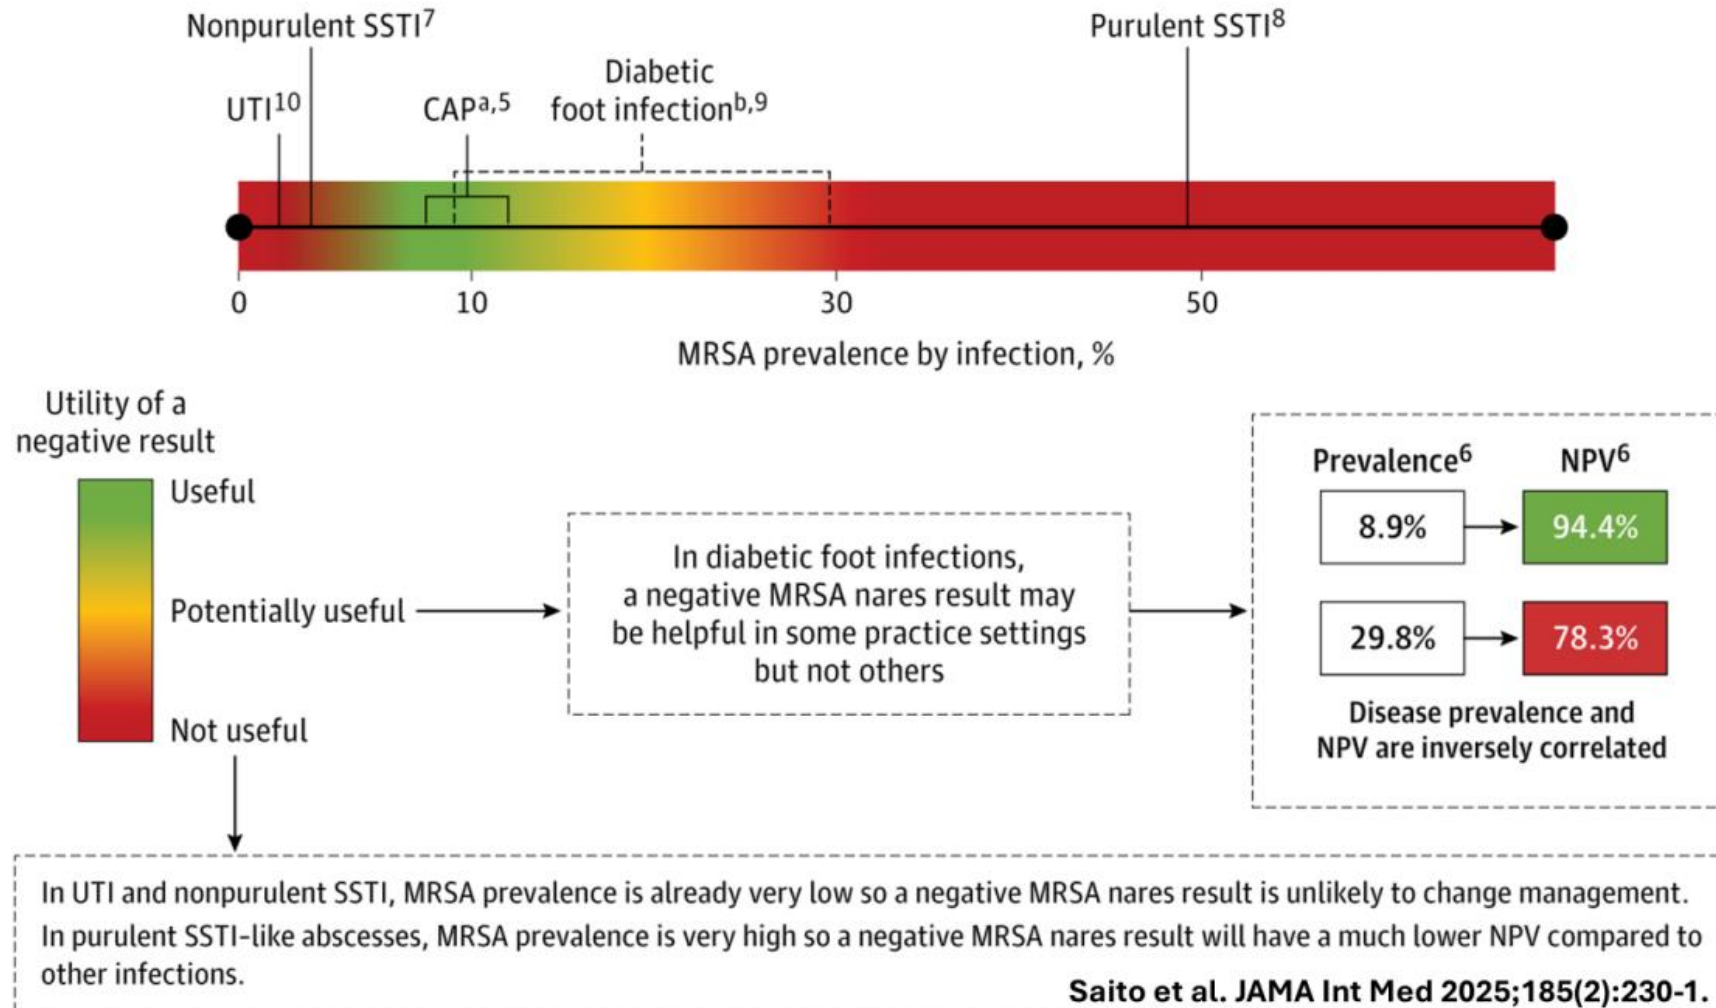 Nonpurulent SSTI7
Purulent SSTI8
Diabetic
UTI10
CAPa,5
foot infectionb,9
0
10
30
50
MRSA prevalence by infection, %
Utility of a
negative result
Useful
Potentially useful
Not useful
In diabetic foot infections,
a negative MRSA nares result may
be helpful in some practice settings
but not others
Prevalence6
NPV6
8.9%
94.4%
29.8%
78.3%
Disease prevalence and
NPV are inversely correlated
In UTI and nonpurulent SSTI, MRSA prevalence is already very low so a negative MRSA nares result is unlikely to change management.
In purulent SSTI-like abscesses, MRSA prevalence is very high so a negative MRSA nares result will have a much lower NPV compared to
other infections.
Saito et al. JAMA Int Med 2025;185(2):230-1.